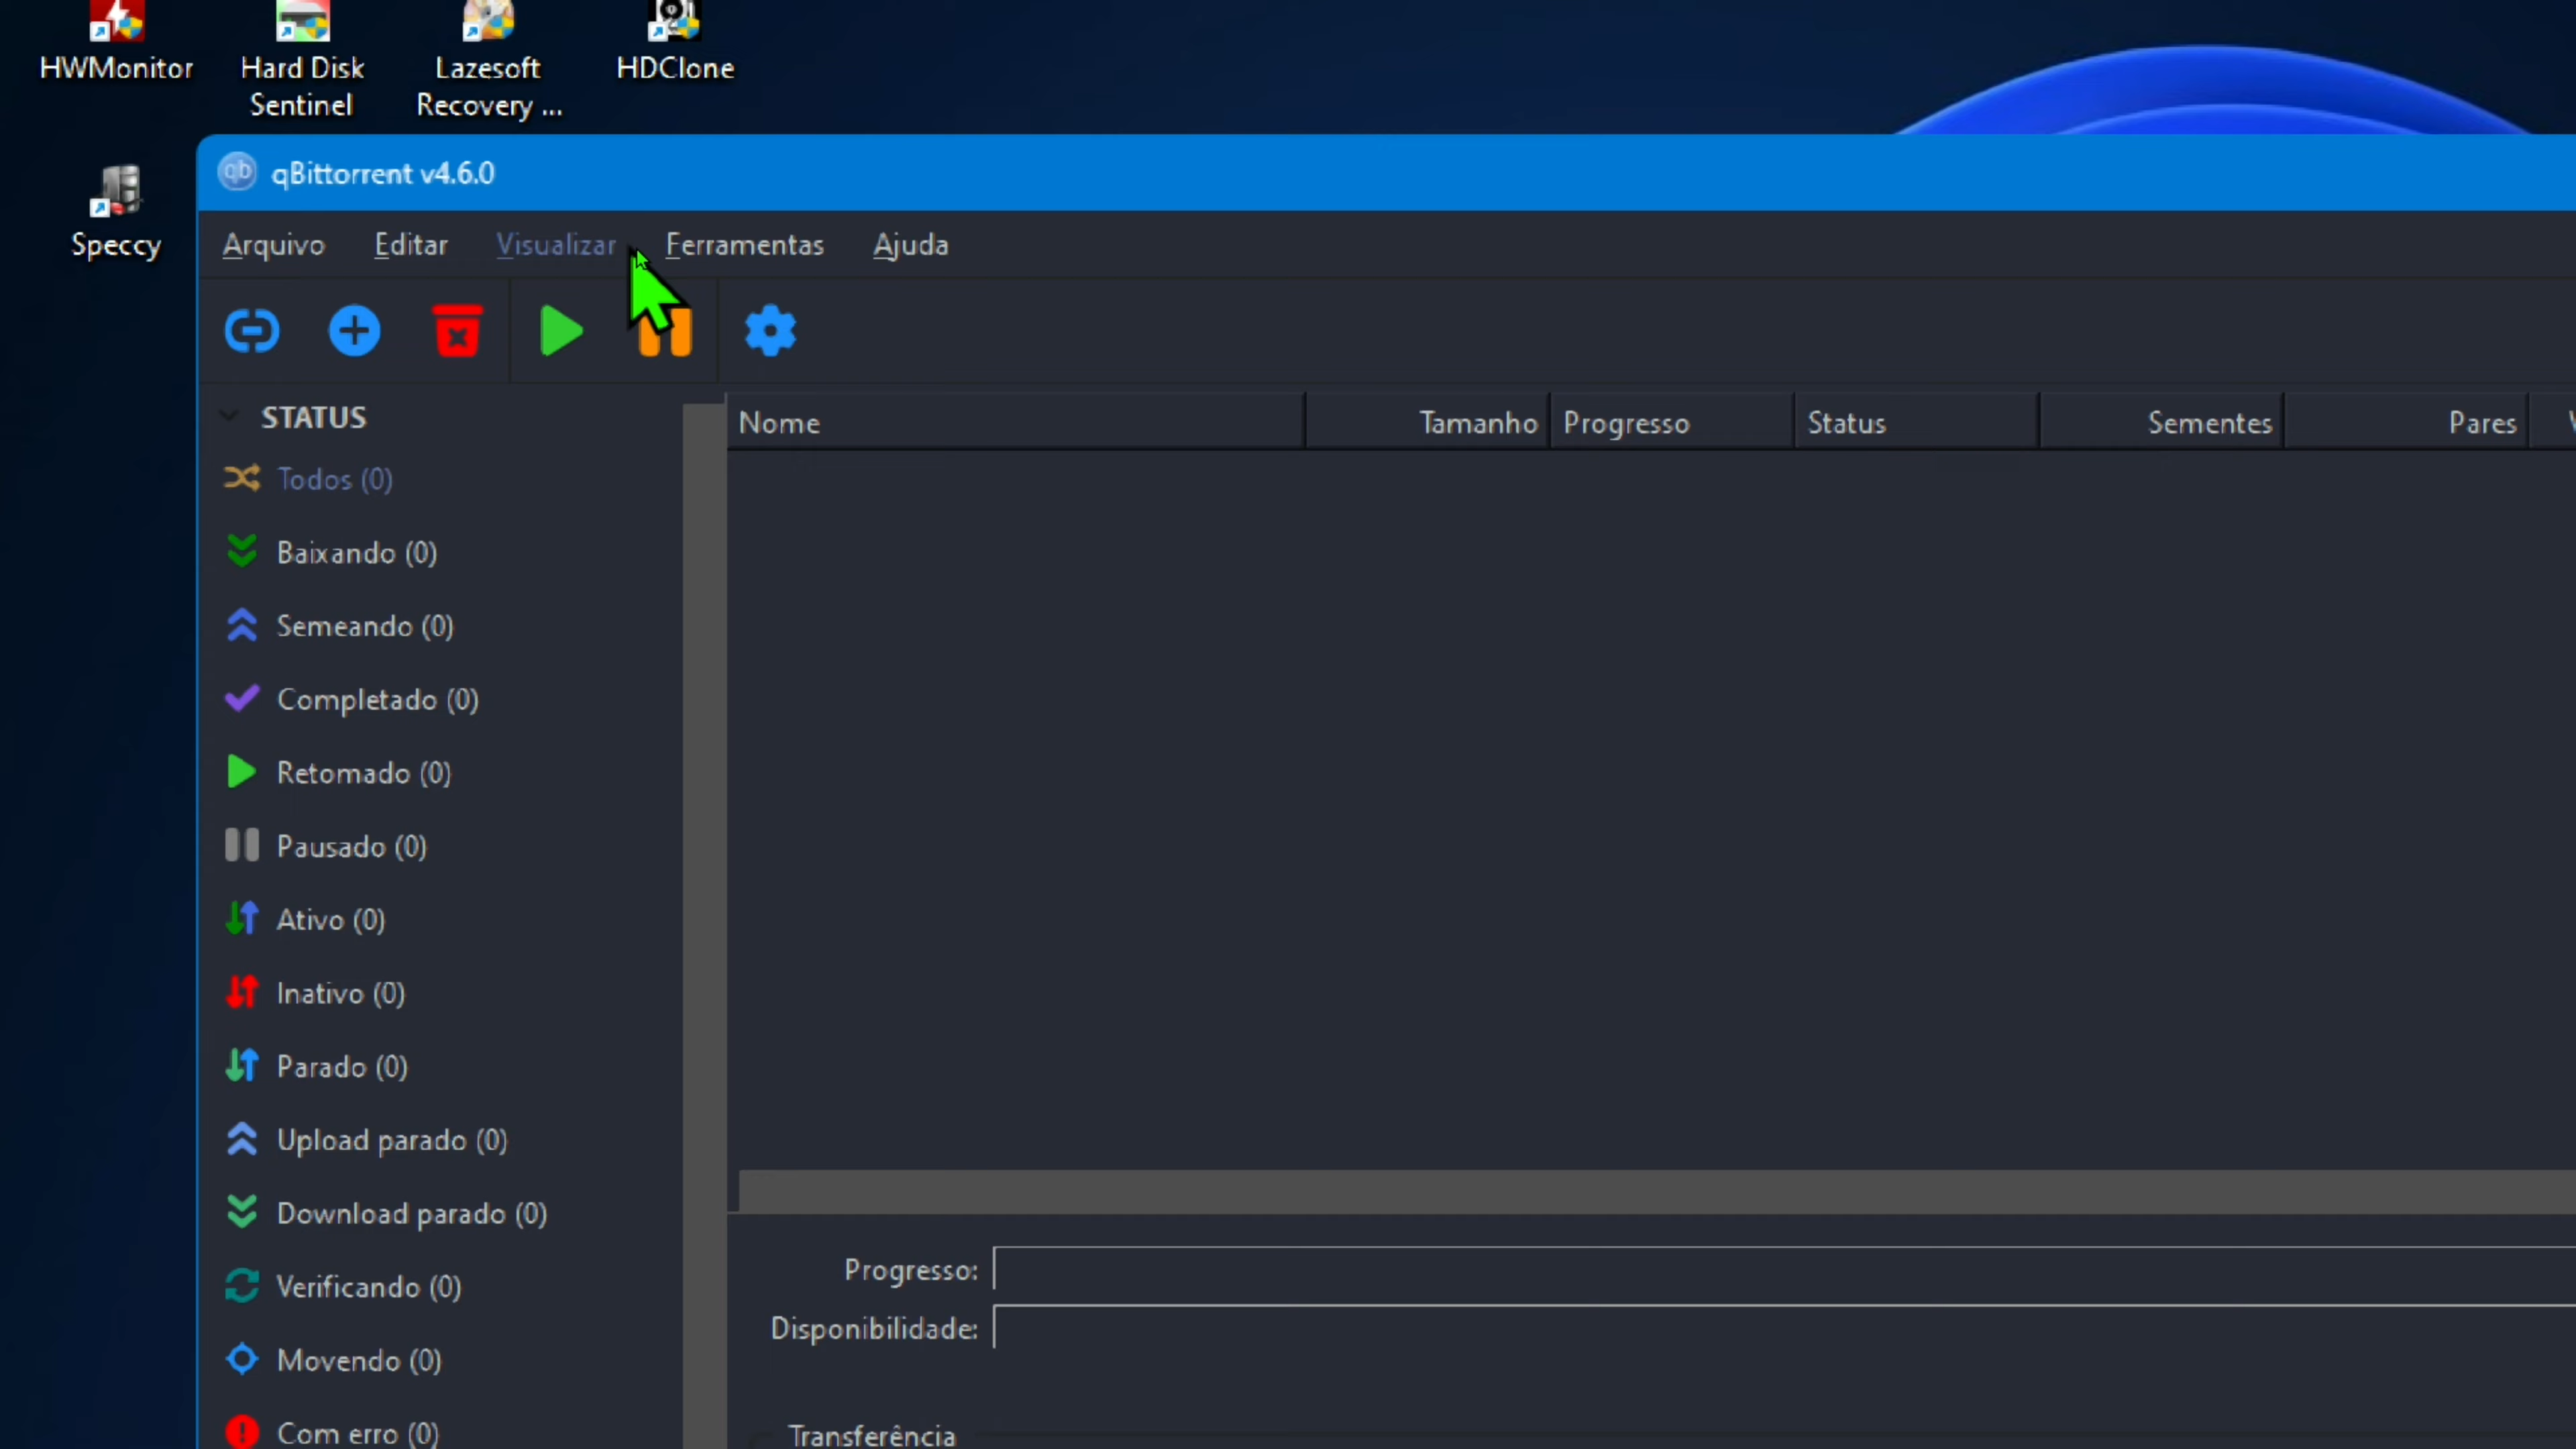 HWMonitor
Hard Disk
Sentinel
Lazesoft
Recovery ...
HDClone
Speccy
qb qBittorrent v4.6.0
Arquivo Editar Visualizar Ferramentas Ajuda
STATUS
Todos (0)
Baixando (0)
Semeando (0)
Completado (0)
Retomado (0)
Pausado (0)
Ativo (0)
Inativo (0)
Parado (0)
Upload parado (0)
Download parado (0)
Verificando (0)
Movendo (0)
Com erro (0)
Nome Tamanho Progresso Status Sementes Pares
Progresso:
Disponibilidade:
Transferência